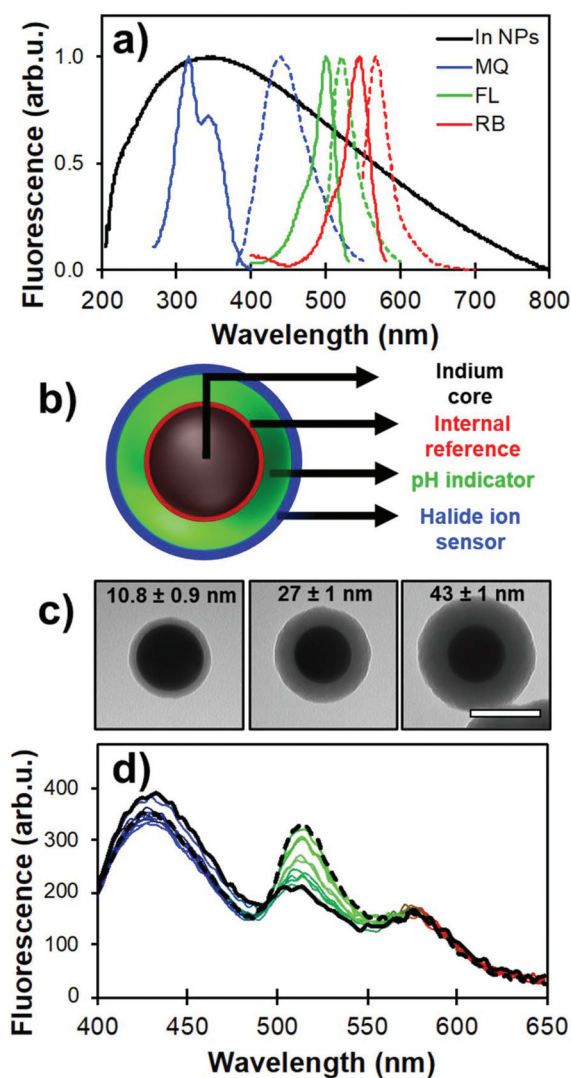 a)
In NPs
MQ
FL
RB
Fluorescence (arb.u.)
1.0
0.5
0.0
200 300 400 500 600 700 800
Wavelength (nm)
b)
Indium
core
Internal
reference
pH indicator
Halide ion
sensor
c)
10.8 ± 0.9 nm
27 ± 1 nm
43 ± 1 nm
d)
Fluorescence (arb.u.)
400
300
200
100
0
400 450 500 550 600 650
Wavelength (nm)